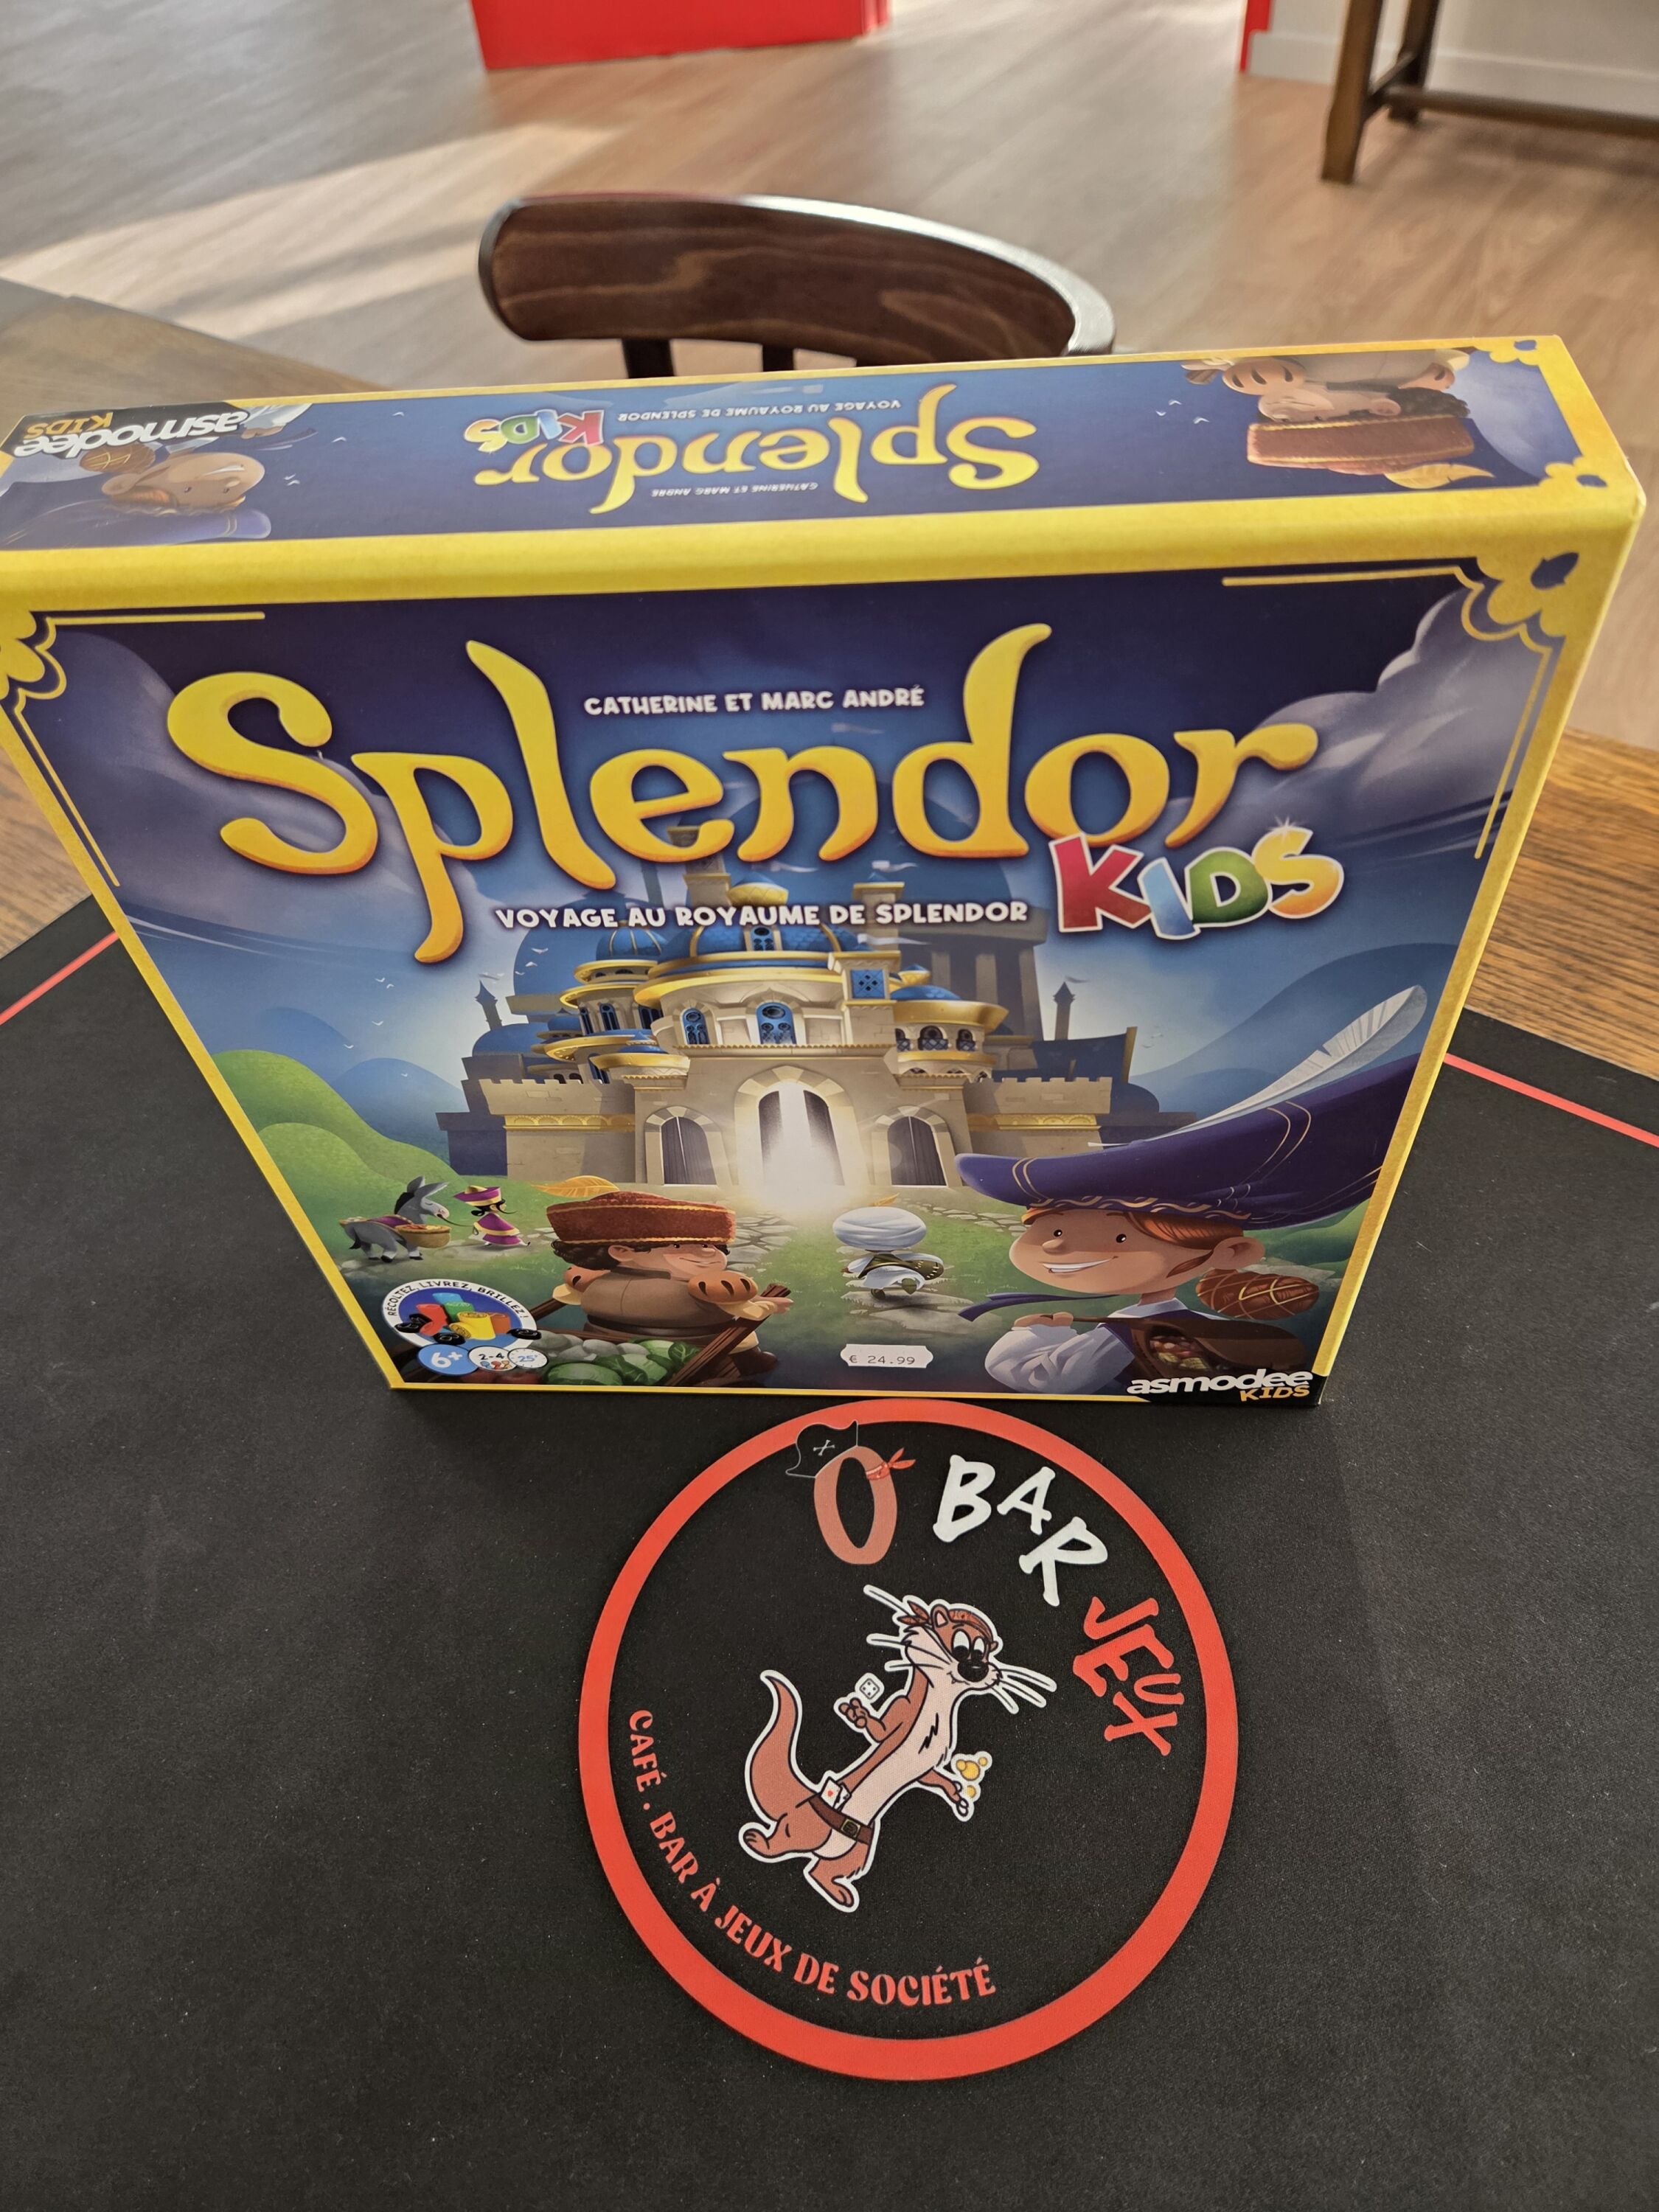 asmodee
KIDS
Splendor
KIDS
VOYAGE AU ROYAUME DE SPLENDOR
CATHERINE ET MARC ANDRÉ
CATHERINE ET MARC ANDRÉ
Splendor
KIDS
VOYAGE AU ROYAUME DE SPLENDOR
RÉCOLTEZ, LIVREZ, BRILLEZ!
6+
2-4
25'
€ 24.99
asmodee
KIDS
Ô BAR JEUX
CAFÉ . BAR À JEUX DE SOCIÉTÉ